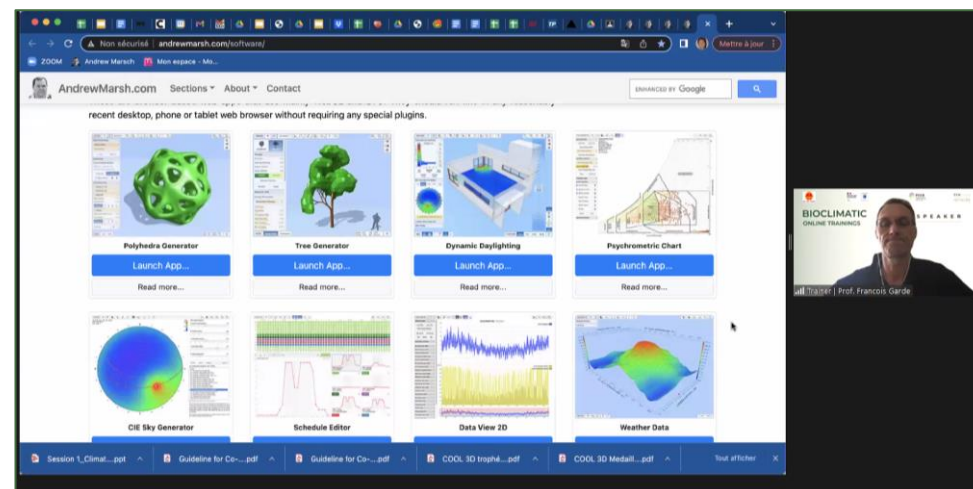 Non sécurisé | andrewmarsh.com/software/
Mettre à jour
ZOOM Andrew Marsch Mon espace - Mo...
AndrewMarsh.com Sections About Contact
ENHANCED BY Google
recent desktop, phone or tablet web browser without requiring any special plugins.
Polyhedra Generator Tree Generator Dynamic Daylighting Psychrometric Chart
Launch App... Launch App... Launch App... Launch App...
Read more... Read more... Read more... Read more...
CIE Sky Generator Schedule Editor Data View 2D Weather Data
Session 1_Climat....ppt Guideline for Co-....pdf Guideline for Co-....pdf COOL 3D trophé....pdf COOL 3D Medaill....pdf Tout afficher
BIOCLIMATIC
ONLINE TRAININGS
SPEAKER
Trainer | Prof. Francois Garde